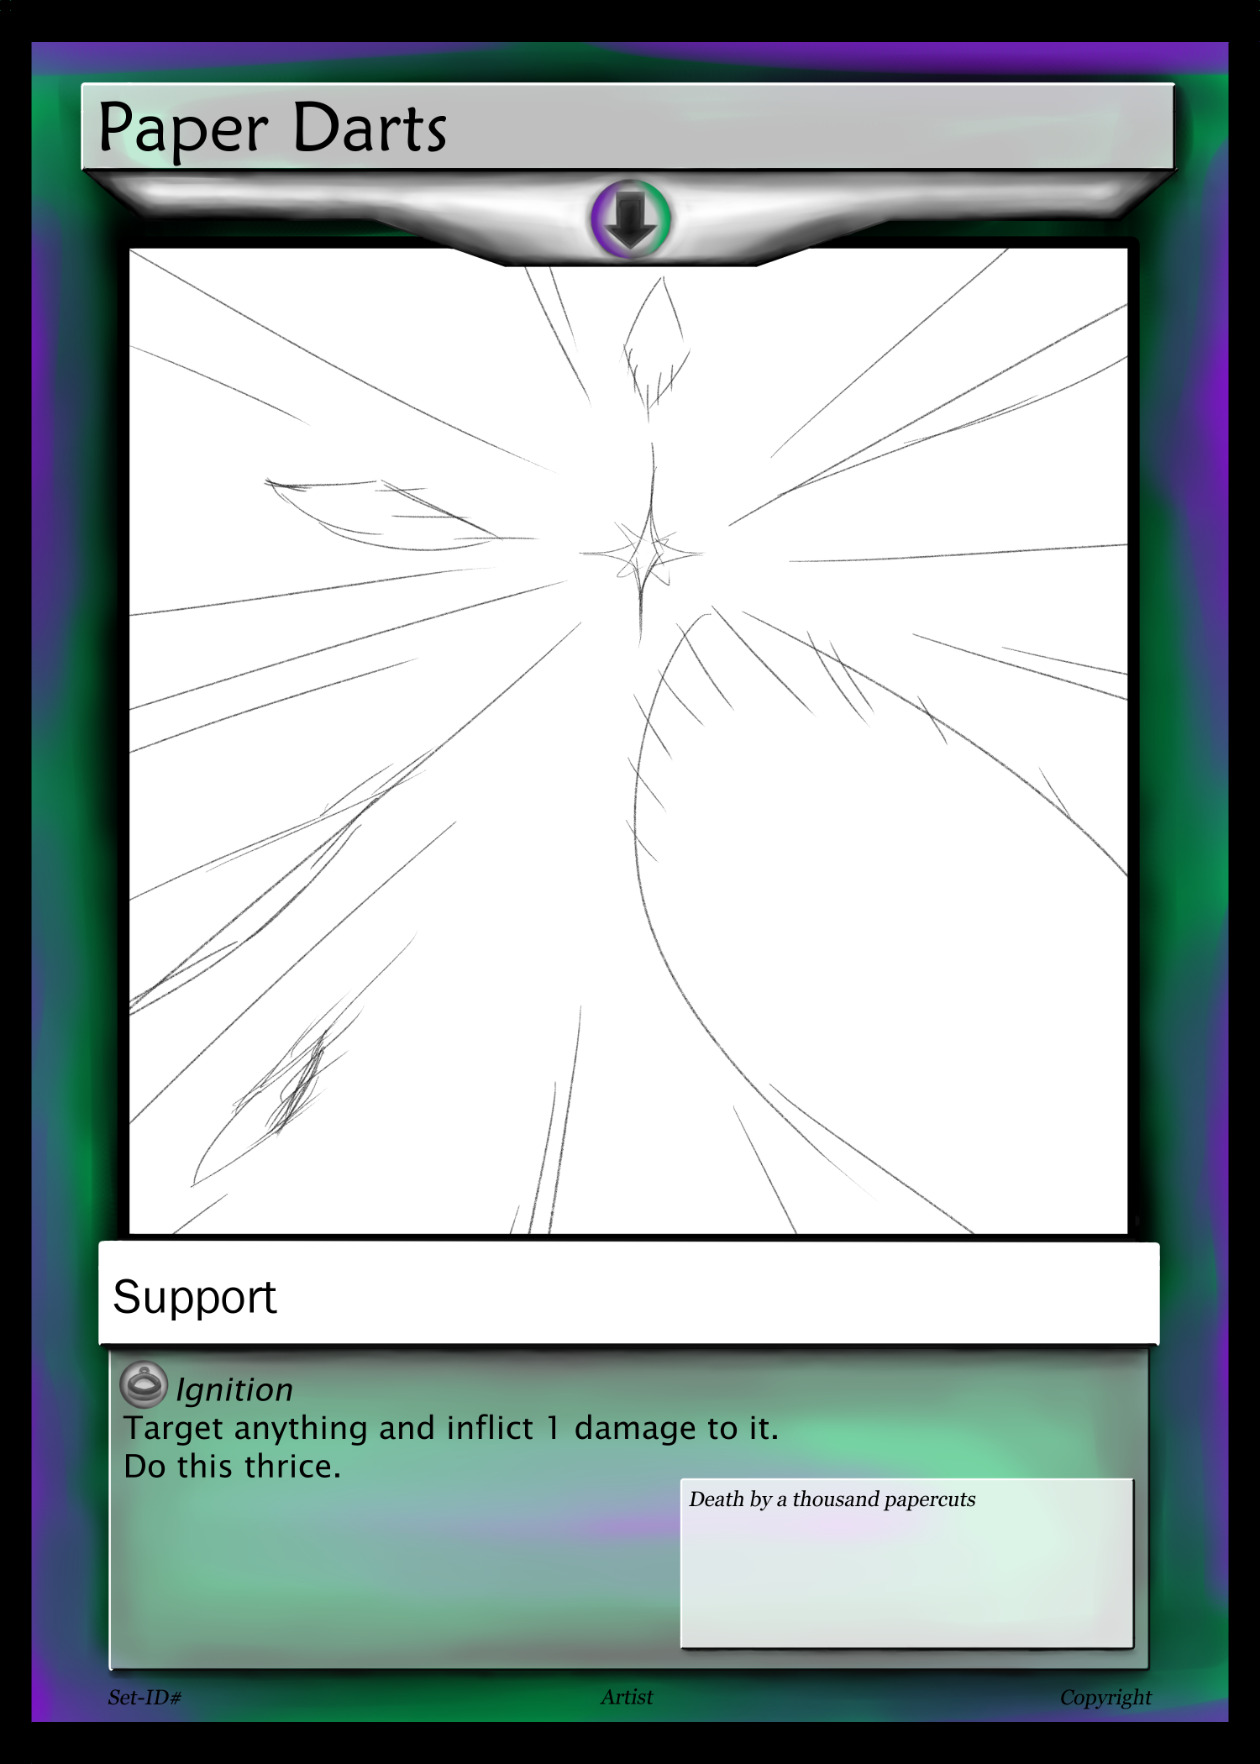 Paper Darts
Support
Ignition
Target anything and inflict 1 damage to it.
Do this thrice.
Death by a thousand papercuts
Set-ID#
Artist
Copyright